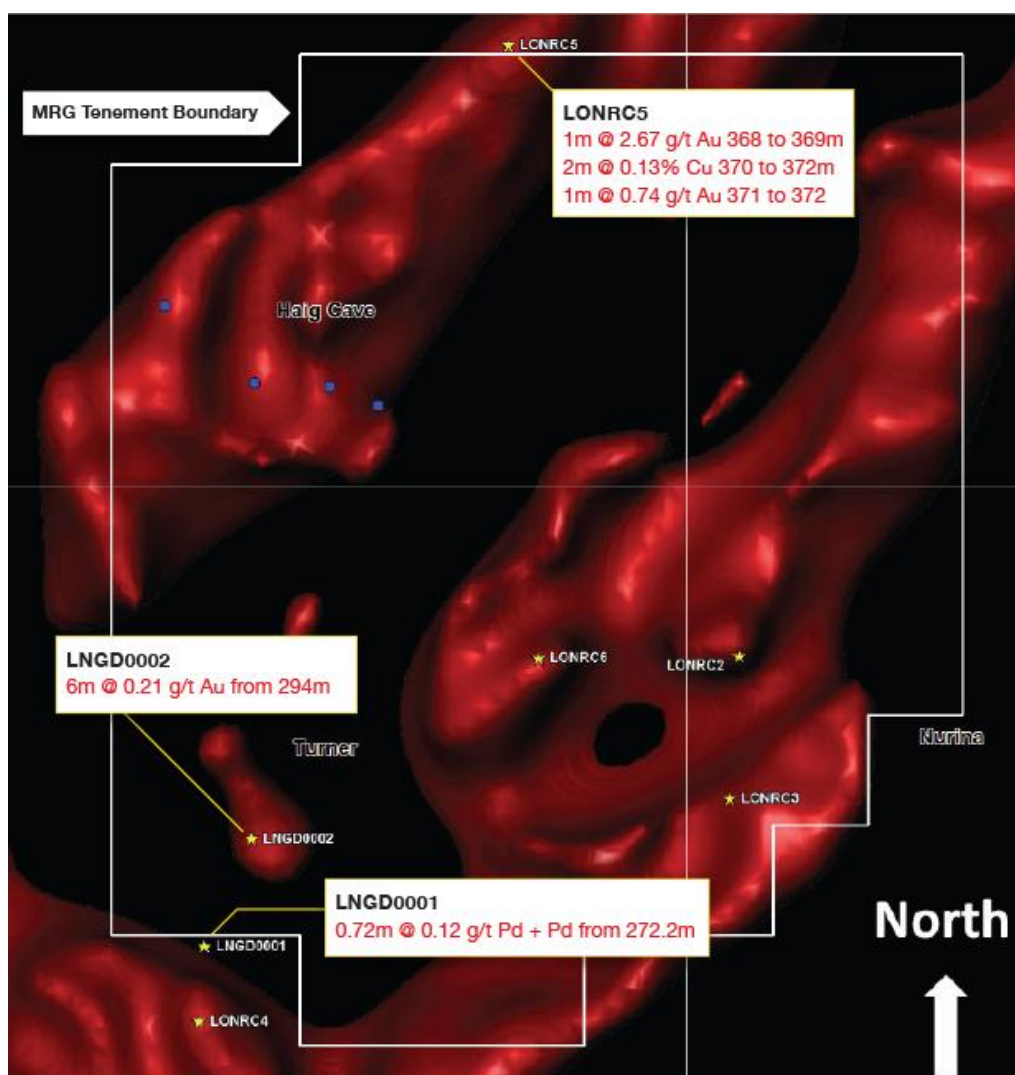 LONRC5
MRG Tenement Boundary
LONRC5
1m @ 2.67 g/t Au 368 to 369m
2m @ 0.13% Cu 370 to 372m
1m @ 0.74 g/t Au 371 to 372
Haig Cave
LNGD0002
6m @ 0.21 g/t Au from 294m
LONRC6
LONRC2
Turner
Nurina
LONRC3
LNGD0002
LNGD0001
0.72m @ 0.12 g/t Pd + Pd from 272.2m
North
LNGD0001
LONRC4